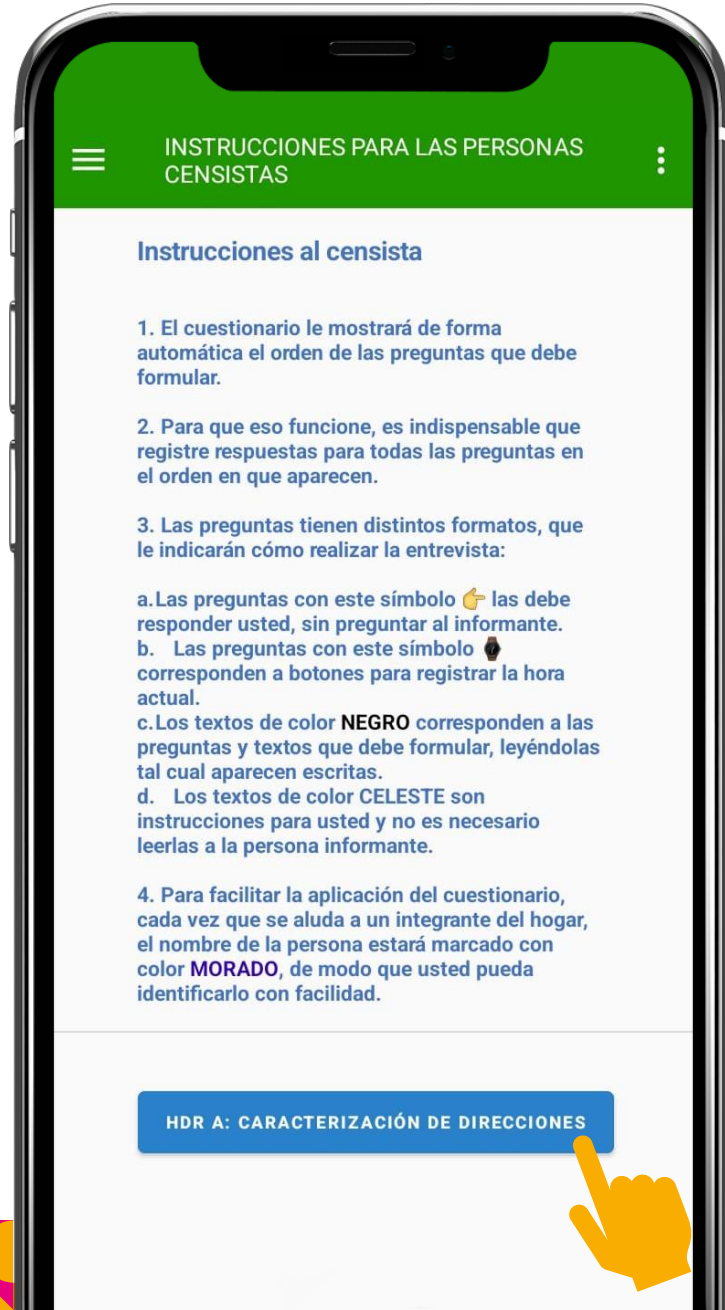 INSTRUCCIONES PARA LAS PERSONAS
CENSISTAS
Instrucciones al censista
1. El cuestionario le mostrará de forma
automática el orden de las preguntas que debe
formular.
2. Para que eso funcione, es indispensable que
registre respuestas para todas las preguntas en
el orden en que aparecen.
3. Las preguntas tienen distintos formatos, que
le indicarán cómo realizar la entrevista:
a.Las preguntas con este símbolo 👉 las debe
responder usted, sin preguntar al informante.
b. Las preguntas con este símbolo ⌚
corresponden a botones para registrar la hora
actual.
c.Los textos de color NEGRO corresponden a las
preguntas y textos que debe formular, leyéndolas
tal cual aparecen escritas.
d. Los textos de color CELESTE son
instrucciones para usted y no es necesario
leerlas a la persona informante.
4. Para facilitar la aplicación del cuestionario,
cada vez que se aluda a un integrante del hogar,
el nombre de la persona estará marcado con
color MORADO, de modo que usted pueda
identificarlo con facilidad.
HDR A: CARACTERIZACIÓN DE DIRECCIONES